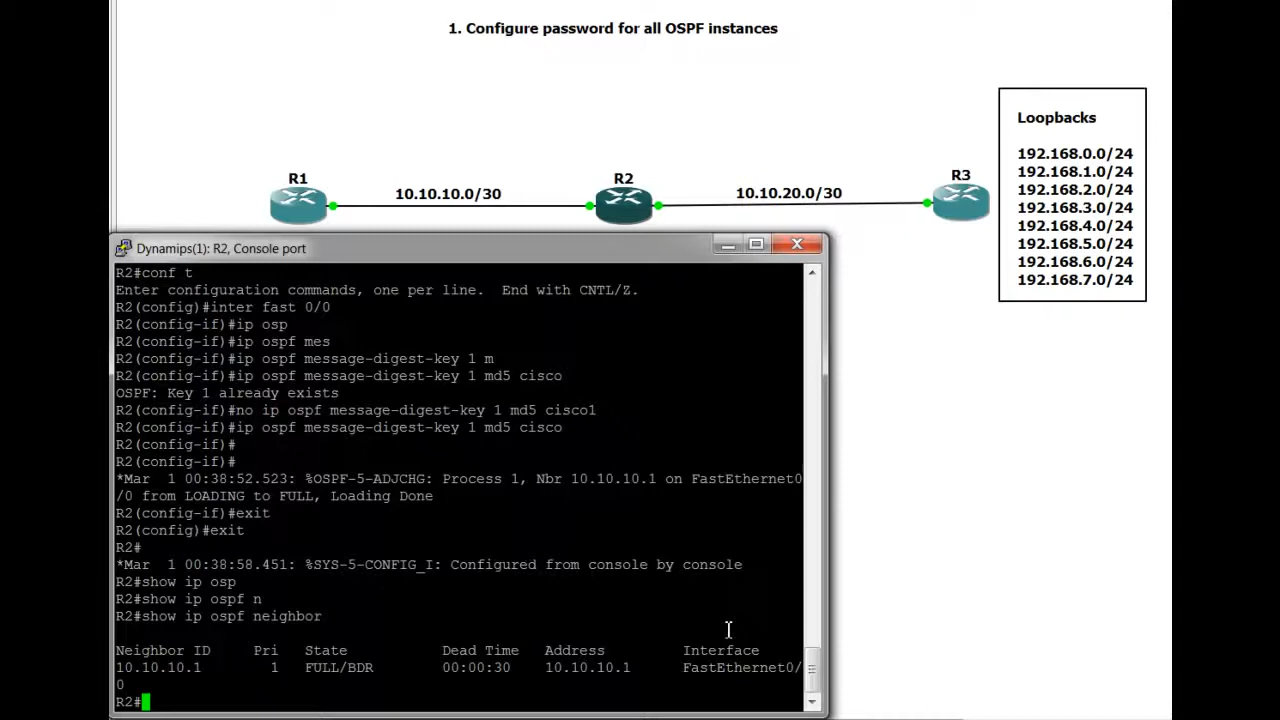 1. Configure password for all OSPF instances
Loopbacks
192.168.0.0/24
192.168.1.0/24
192.168.2.0/24
192.168.3.0/24
192.168.4.0/24
192.168.5.0/24
192.168.6.0/24
192.168.7.0/24
R1
10.10.10.0/30
R2
10.10.20.0/30
R3
Dynamips(1): R2, Console port
R2#conf t
Enter configuration commands, one per line.  End with CNTL/Z.
R2(config)#inter fast 0/0
R2(config-if)#ip osp
R2(config-if)#ip ospf mes
R2(config-if)#ip ospf message-digest-key 1 m
R2(config-if)#ip ospf message-digest-key 1 md5 cisco
OSPF: Key 1 already exists
R2(config-if)#no ip ospf message-digest-key 1 md5 cisco1
R2(config-if)#ip ospf message-digest-key 1 md5 cisco
R2(config-if)#
R2(config-if)#
*Mar  1 00:38:52.523: %OSPF-5-ADJCHG: Process 1, Nbr 10.10.10.1 on FastEthernet0
/0 from LOADING to FULL, Loading Done
R2(config-if)#exit
R2(config)#exit
R2#
*Mar  1 00:38:58.451: %SYS-5-CONFIG_I: Configured from console by console
R2#show ip osp
R2#show ip ospf n
R2#show ip ospf neighbor
Neighbor ID     Pri   State           Dead Time   Address         Interface
10.10.10.1        1   FULL/BDR        00:00:30    10.10.10.1      FastEthernet0/
0
R2#